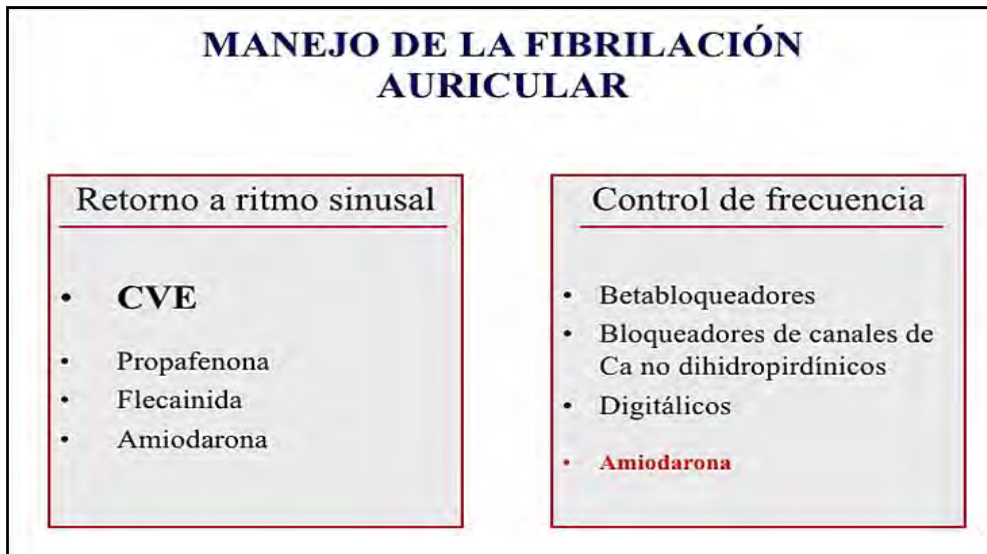 MANEJO DE LA FIBRILACIÓN
AURICULAR
Retorno a ritmo sinusal
• CVE
• Propafenona
• Flecainida
• Amiodarona
Control de frecuencia
• Betabloqueadores
• Bloqueadores de canales de
Ca no dihidropirdínicos
• Digitálicos
• Amiodarona